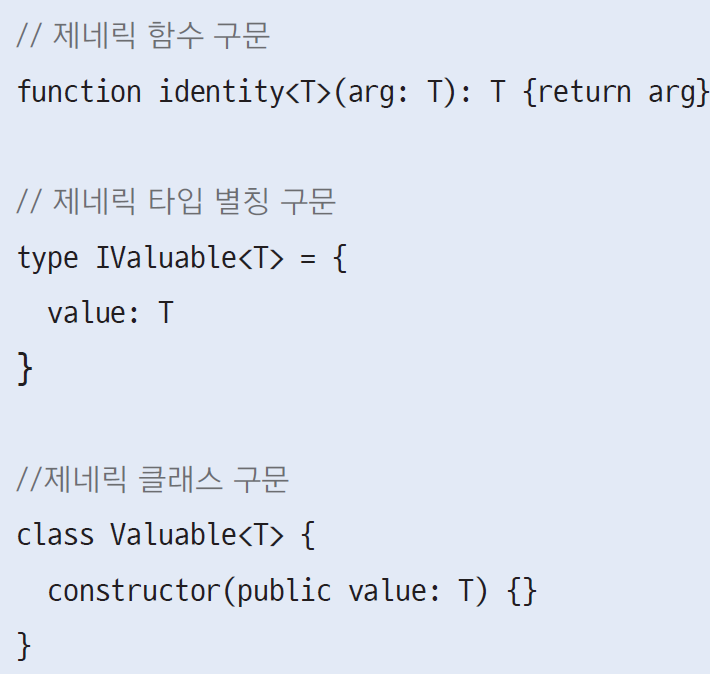 // 제네릭 함수 구문
function identity<T>(arg: T): T {return arg}
// 제네릭 타입 별칭 구문
type IValuable<T> = {
value: T
}
//제네릭 클래스 구문
class Valuable<T> {
constructor(public value: T) {}
}